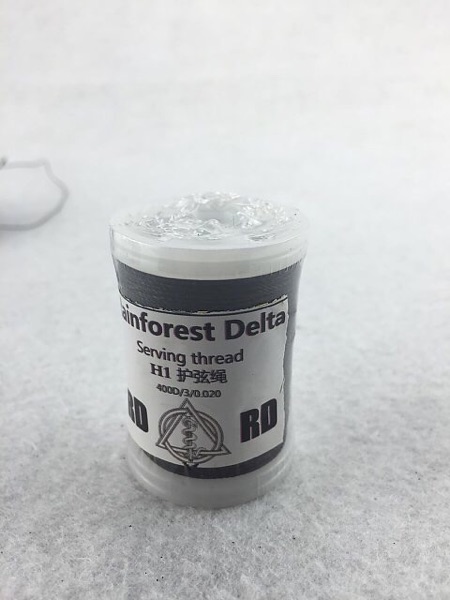 ainforest Delta
Serving thread
H1 护弦绳
400D/3/0.020
RD RD